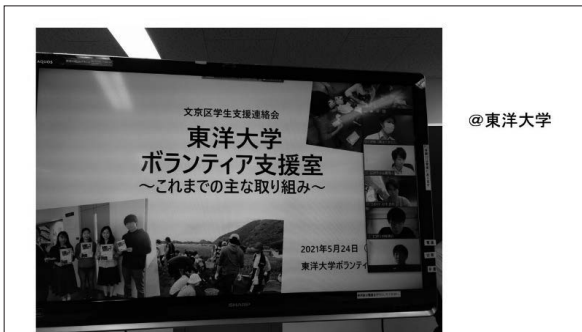 文京区学生支援連絡会
東洋大学
ボランティア支援室
～これまでの主な取り組み～
2021年5月24日（
東洋大学ボランティ
SHARP
@東洋大学